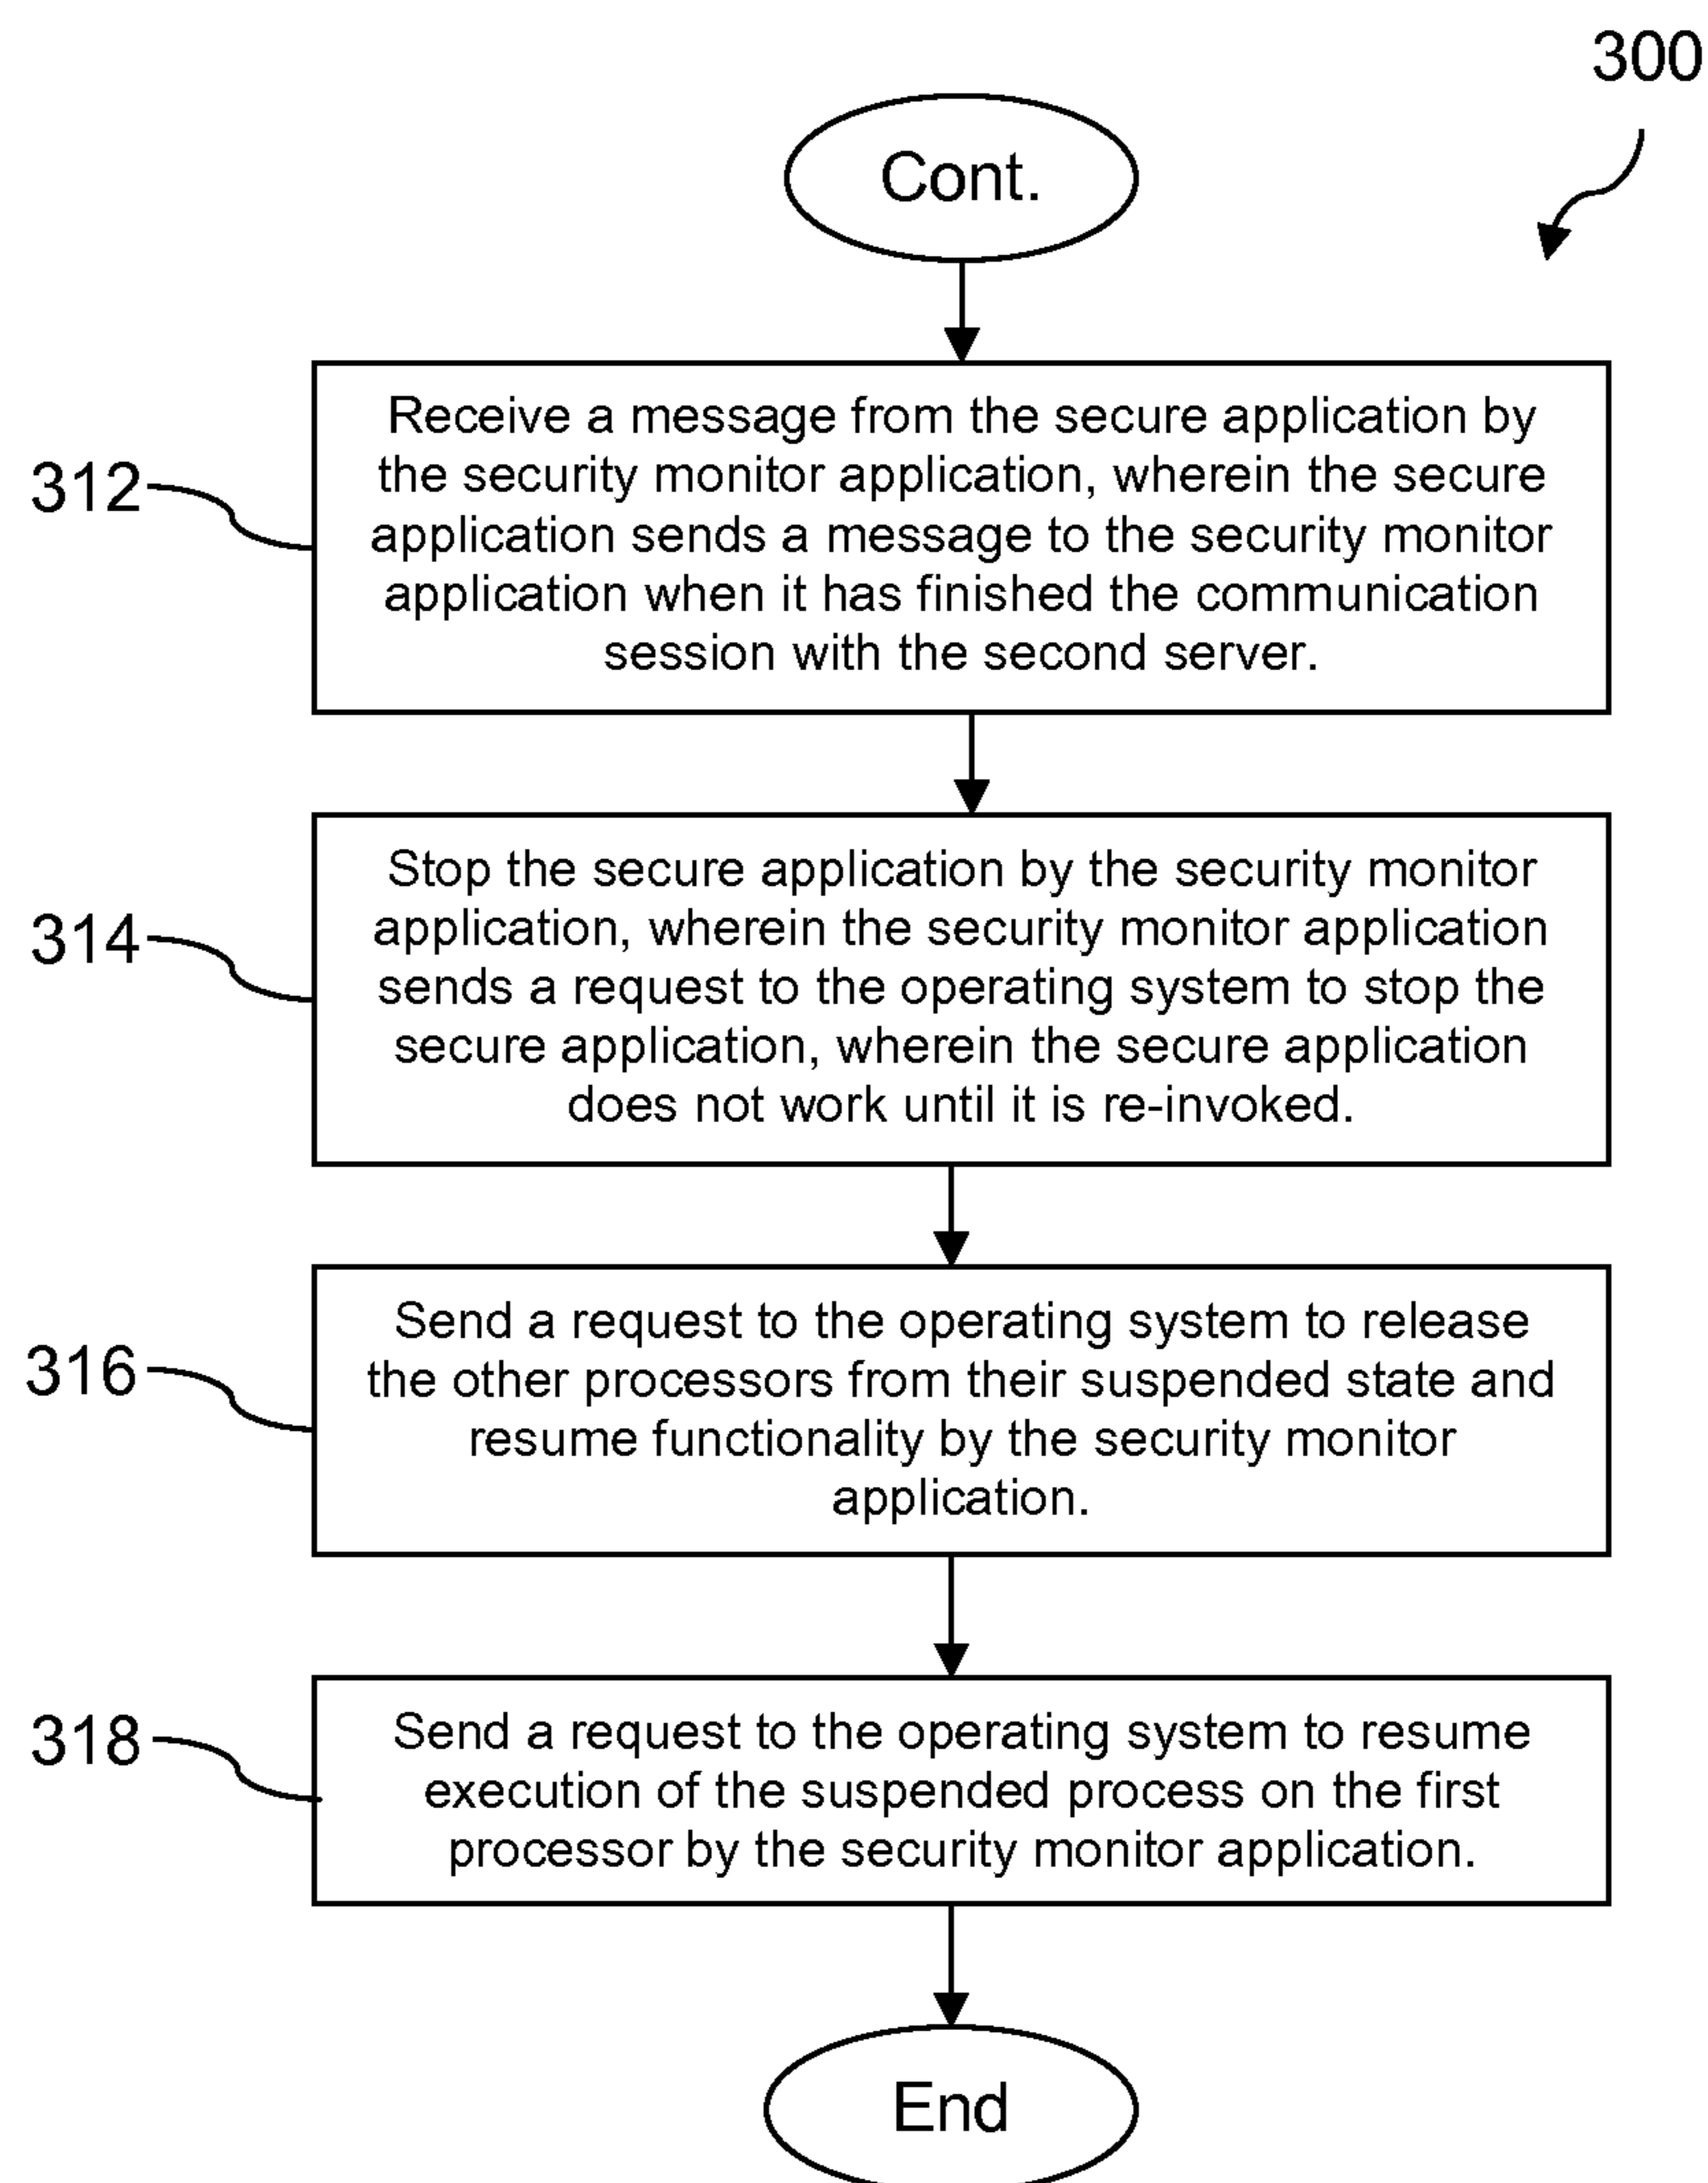 300
Cont.
312
Receive a message from the secure application by
the security monitor application, wherein the secure
application sends a message to the security monitor
application when it has finished the communication
session with the second server.
314
Stop the secure application by the security monitor
application, wherein the security monitor application
sends a request to the operating system to stop the
secure application, wherein the secure application
does not work until it is re-invoked.
316
Send a request to the operating system to release
the other processors from their suspended state and
resume functionality by the security monitor
application.
318
Send a request to the operating system to resume
execution of the suspended process on the first
processor by the security monitor application.
End